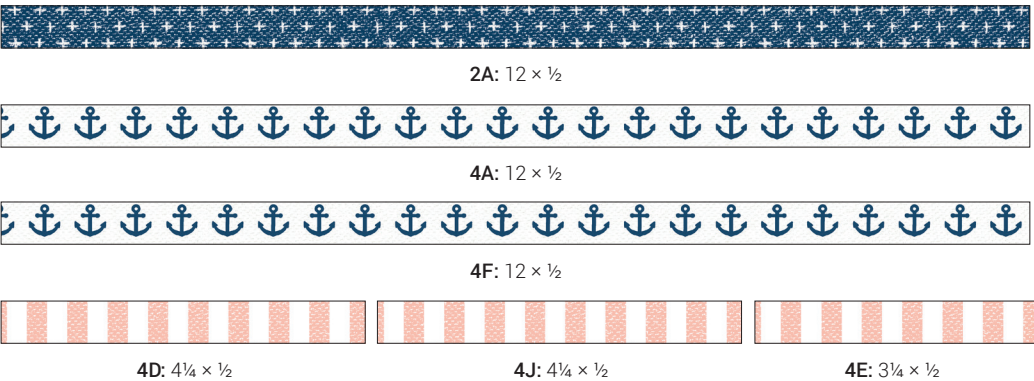 2A: 12 × ½
4A: 12 × ½
4F: 12 × ½
4D: 4¼ × ½ 4J: 4¼ × ½ 4E: 3¼ × ½